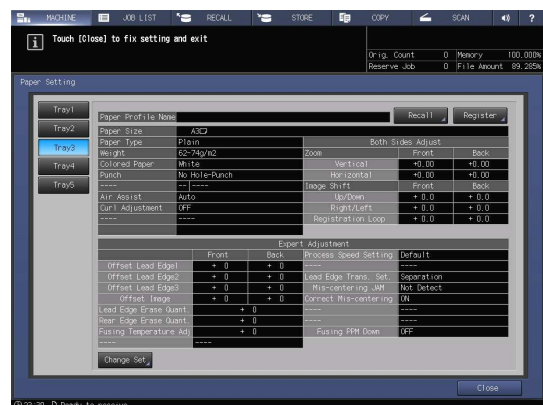 MACHINE JOB LIST RECALL STORE COPY SCAN ?
Touch [Close] to fix setting and exit
Orig. Count 0 Memory 100.000%
Reserve Job 0 File Amount 89.285%
Paper Setting
Tray1
Tray2
Tray3
Tray4
Tray5
Paper Profile Name Recall Register
Paper Size A3
Paper Type Plain Both Sides Adjust
Weight 62-74g/m2 Zoom Front Back
Colored Paper White Vertical +0.00 +0.00
Punch No Hole-Punch Horizontal +0.00 +0.00
---- -- ---- Image Shift Front Back
Air Assist Auto Up/Down + 0.0 + 0.0
Curl Adjustment OFF Right/Left + 0.0 + 0.0
---- ---- Registration Loop + 0.0 + 0.0
Expert Adjustment
Front Back Process Speed Setting Default
Offset Lead Edge1 + 0 + 0 ---- ----
Offset Lead Edge2 + 0 + 0 Lead Edge Trans. Set. Separation
Offset Lead Edge3 + 0 + 0 Mis-centering JAM Not Detect
Offset Image + 0 + 0 Correct Mis-centering ON
Lead Edge Erase Quant. + 0 ---- ----
Rear Edge Erase Quant. + 0 ---- ----
Fusing Temperature Adj + 0 Fusing PPM Down OFF
---- ----
Change Set
Close